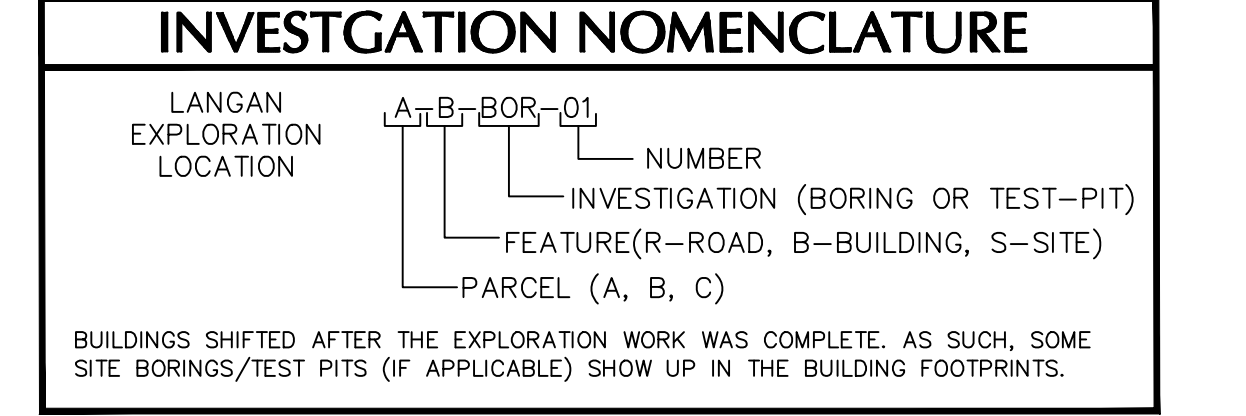 INVESTGATION NOMENCLATURE
LANGAN
EXPLORATION
LOCATION
A-B-BOR-01
NUMBER
INVESTIGATION (BORING OR TEST-PIT)
FEATURE(R-ROAD, B-BUILDING, S-SITE)
PARCEL (A, B, C)
BUILDINGS SHIFTED AFTER THE EXPLORATION WORK WAS COMPLETE. AS SUCH, SOME
SITE BORINGS/TEST PITS (IF APPLICABLE) SHOW UP IN THE BUILDING FOOTPRINTS.